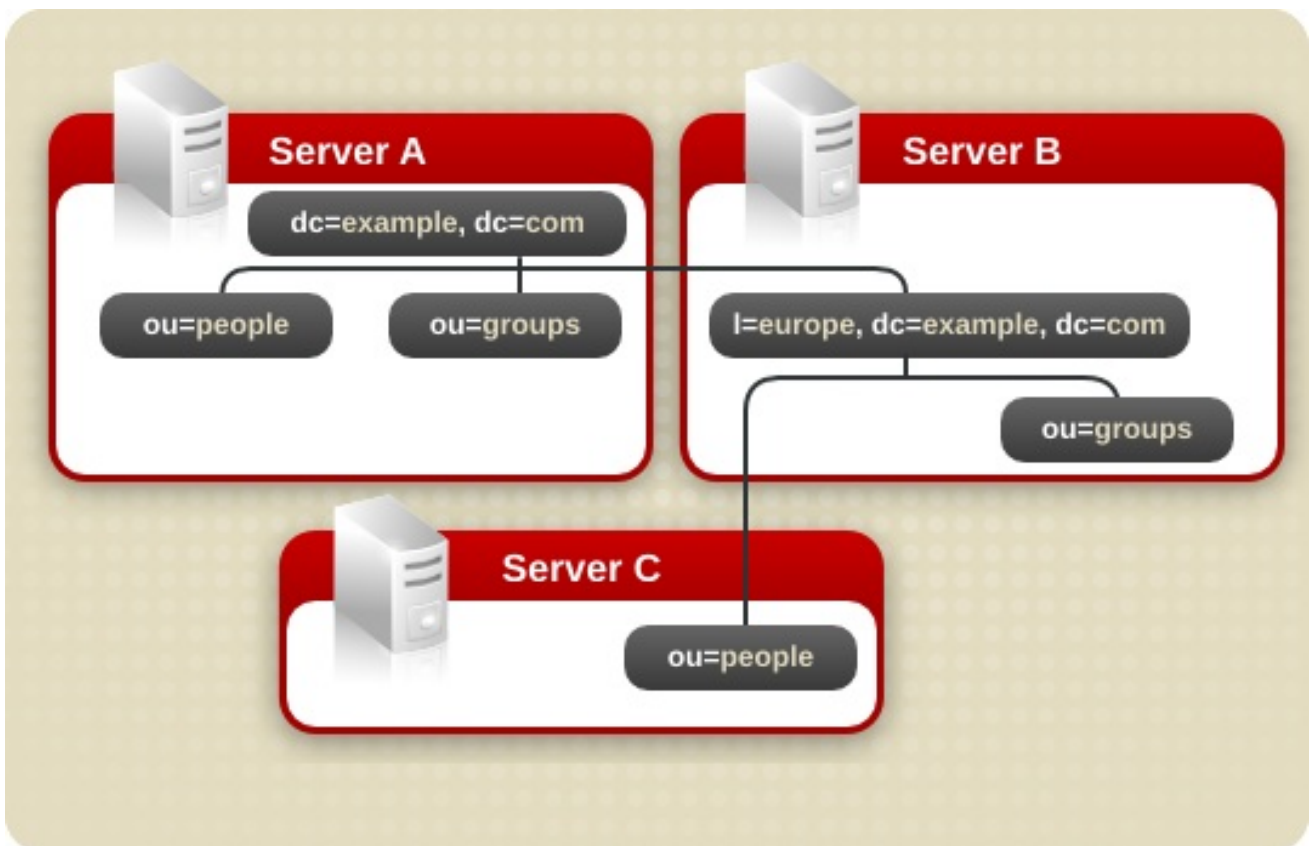 Server A
dc=example, dc=com
ou=people
ou=groups
Server B
l=europe, dc=example, dc=com
ou=groups
Server C
ou=people